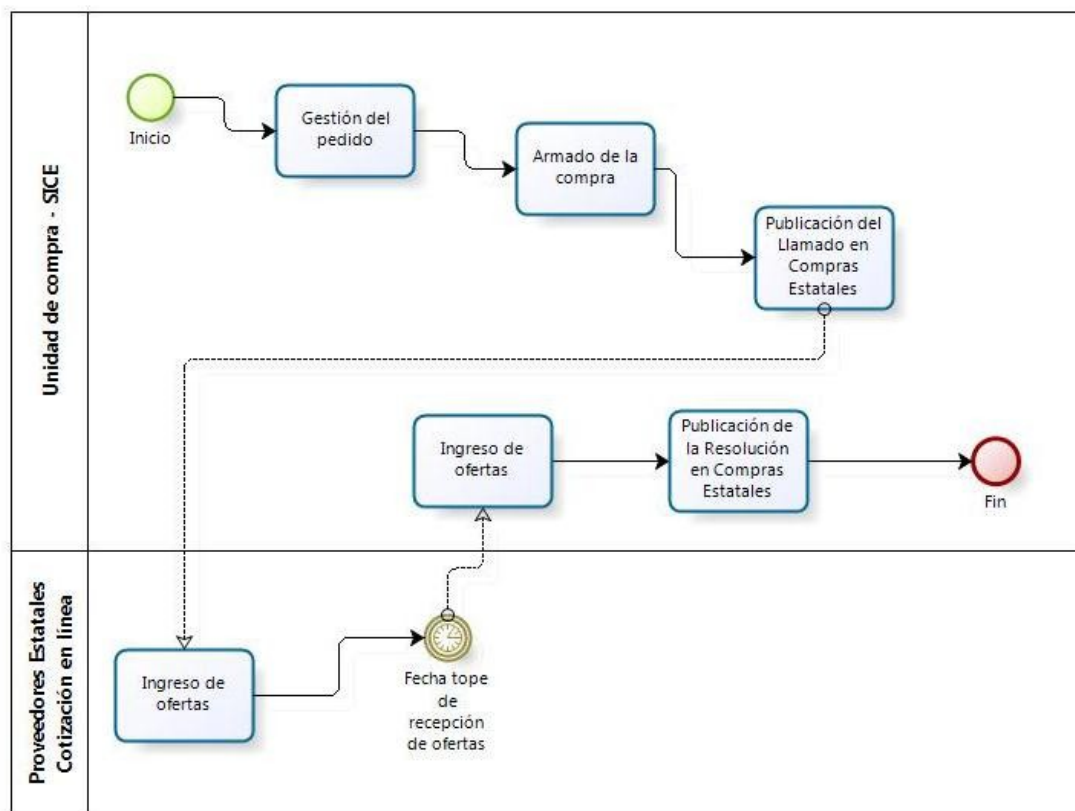 Unidad de compra - SICE
Inicio
Gestión del
pedido
Armado de la
compra
Publicación del
Llamado en
Compras
Estatales
Ingreso de
ofertas
Publicación de
la Resolución
en Compras
Estatales
Fin
Proveedores Estatales
Cotización en linea
Ingreso de
ofertas
Fecha tope
de
recepción
de ofertas